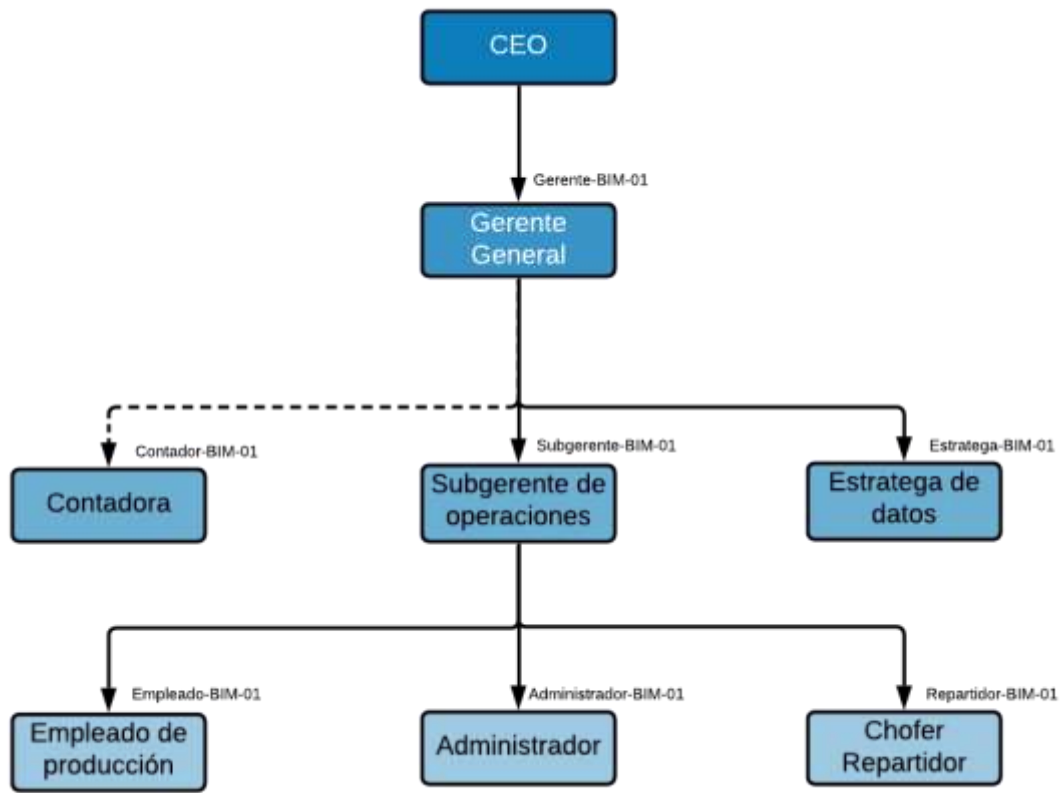 CEO
Gerente-BIM-01
Gerente
General
Contador-BIM-01
Subgerente-BIM-01
Estratega-BIM-01
Contadora
Subgerente de
operaciones
Estratega de
datos
Empleado-BIM-01
Administrador-BIM-01
Repartidor-BIM-01
Empleado de
producción
Administrador
Chofer
Repartidor